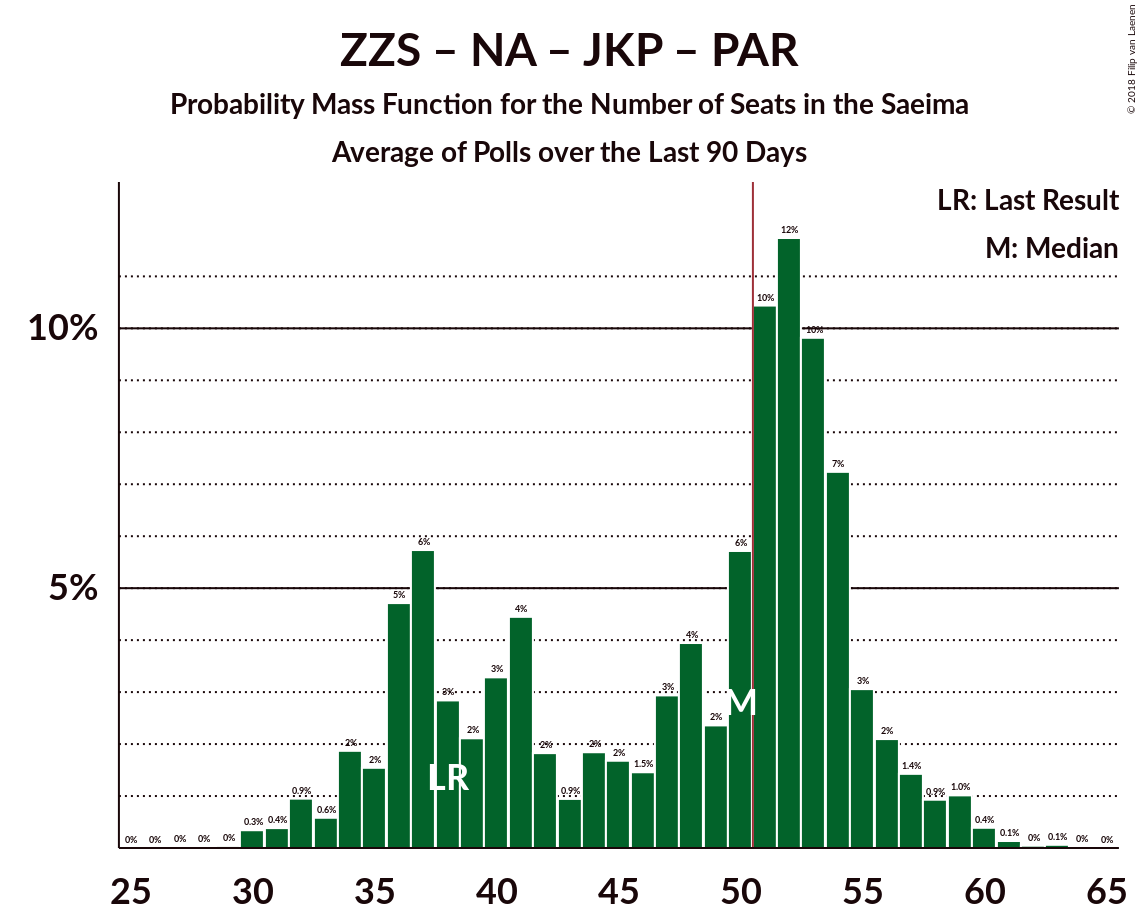 ZZS – NA – JKP – PAR
Probability Mass Function for the Number of Seats in the Saeima
Average of Polls over the Last 90 Days
© 2018 Filip van Laenen
LR: Last Result
M: Median
10%
5%
0% 0% 0% 0% 0% 0.3% 0.4% 0.9% 0.6% 2% 2% 5% 6% 3% 2% 3% 4% 2% 0.9% 2% 2% 1.5% 3% 4% 2% 6% 10% 12% 10% 7% 3% 2% 1.4% 0.9% 1.0% 0.4% 0.1% 0% 0.1% 0% 0%
LR
M
25 30 35 40 45 50 55 60 65